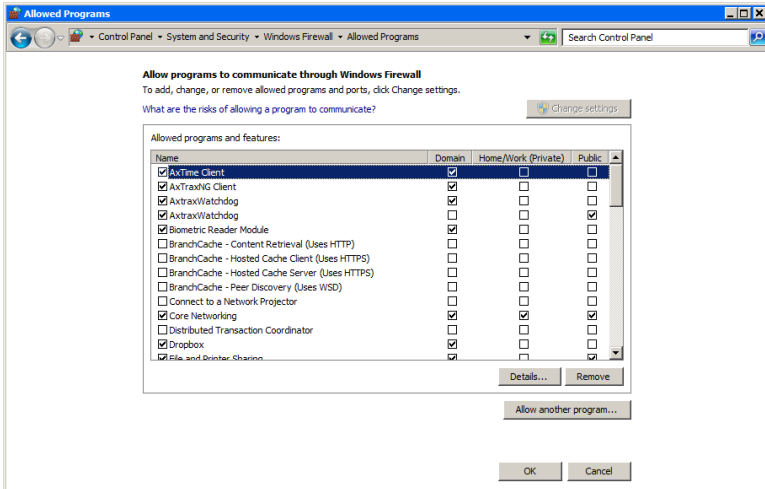 Allowed Programs
Control Panel System and Security Windows Firewall Allowed Programs Search Control Panel
Allow programs to communicate through Windows Firewall
To add, change, or remove allowed programs and ports, click Change settings.
What are the risks of allowing a program to communicate? Change settings
Allowed programs and features:
Name Domain Home/Work (Private) Public
AxTime Client
AxTraxNG Client
AxtraxWatchdog
AxtraxWatchdog
Biometric Reader Module
BranchCache - Content Retrieval (Uses HTTP)
BranchCache - Hosted Cache Client (Uses HTTPS)
BranchCache - Hosted Cache Server (Uses HTTPS)
BranchCache - Peer Discovery (Uses WSD)
Connect to a Network Projector
Core Networking
Distributed Transaction Coordinator
Dropbox
File and Printer Sharing
Details... Remove
Allow another program...
OK Cancel